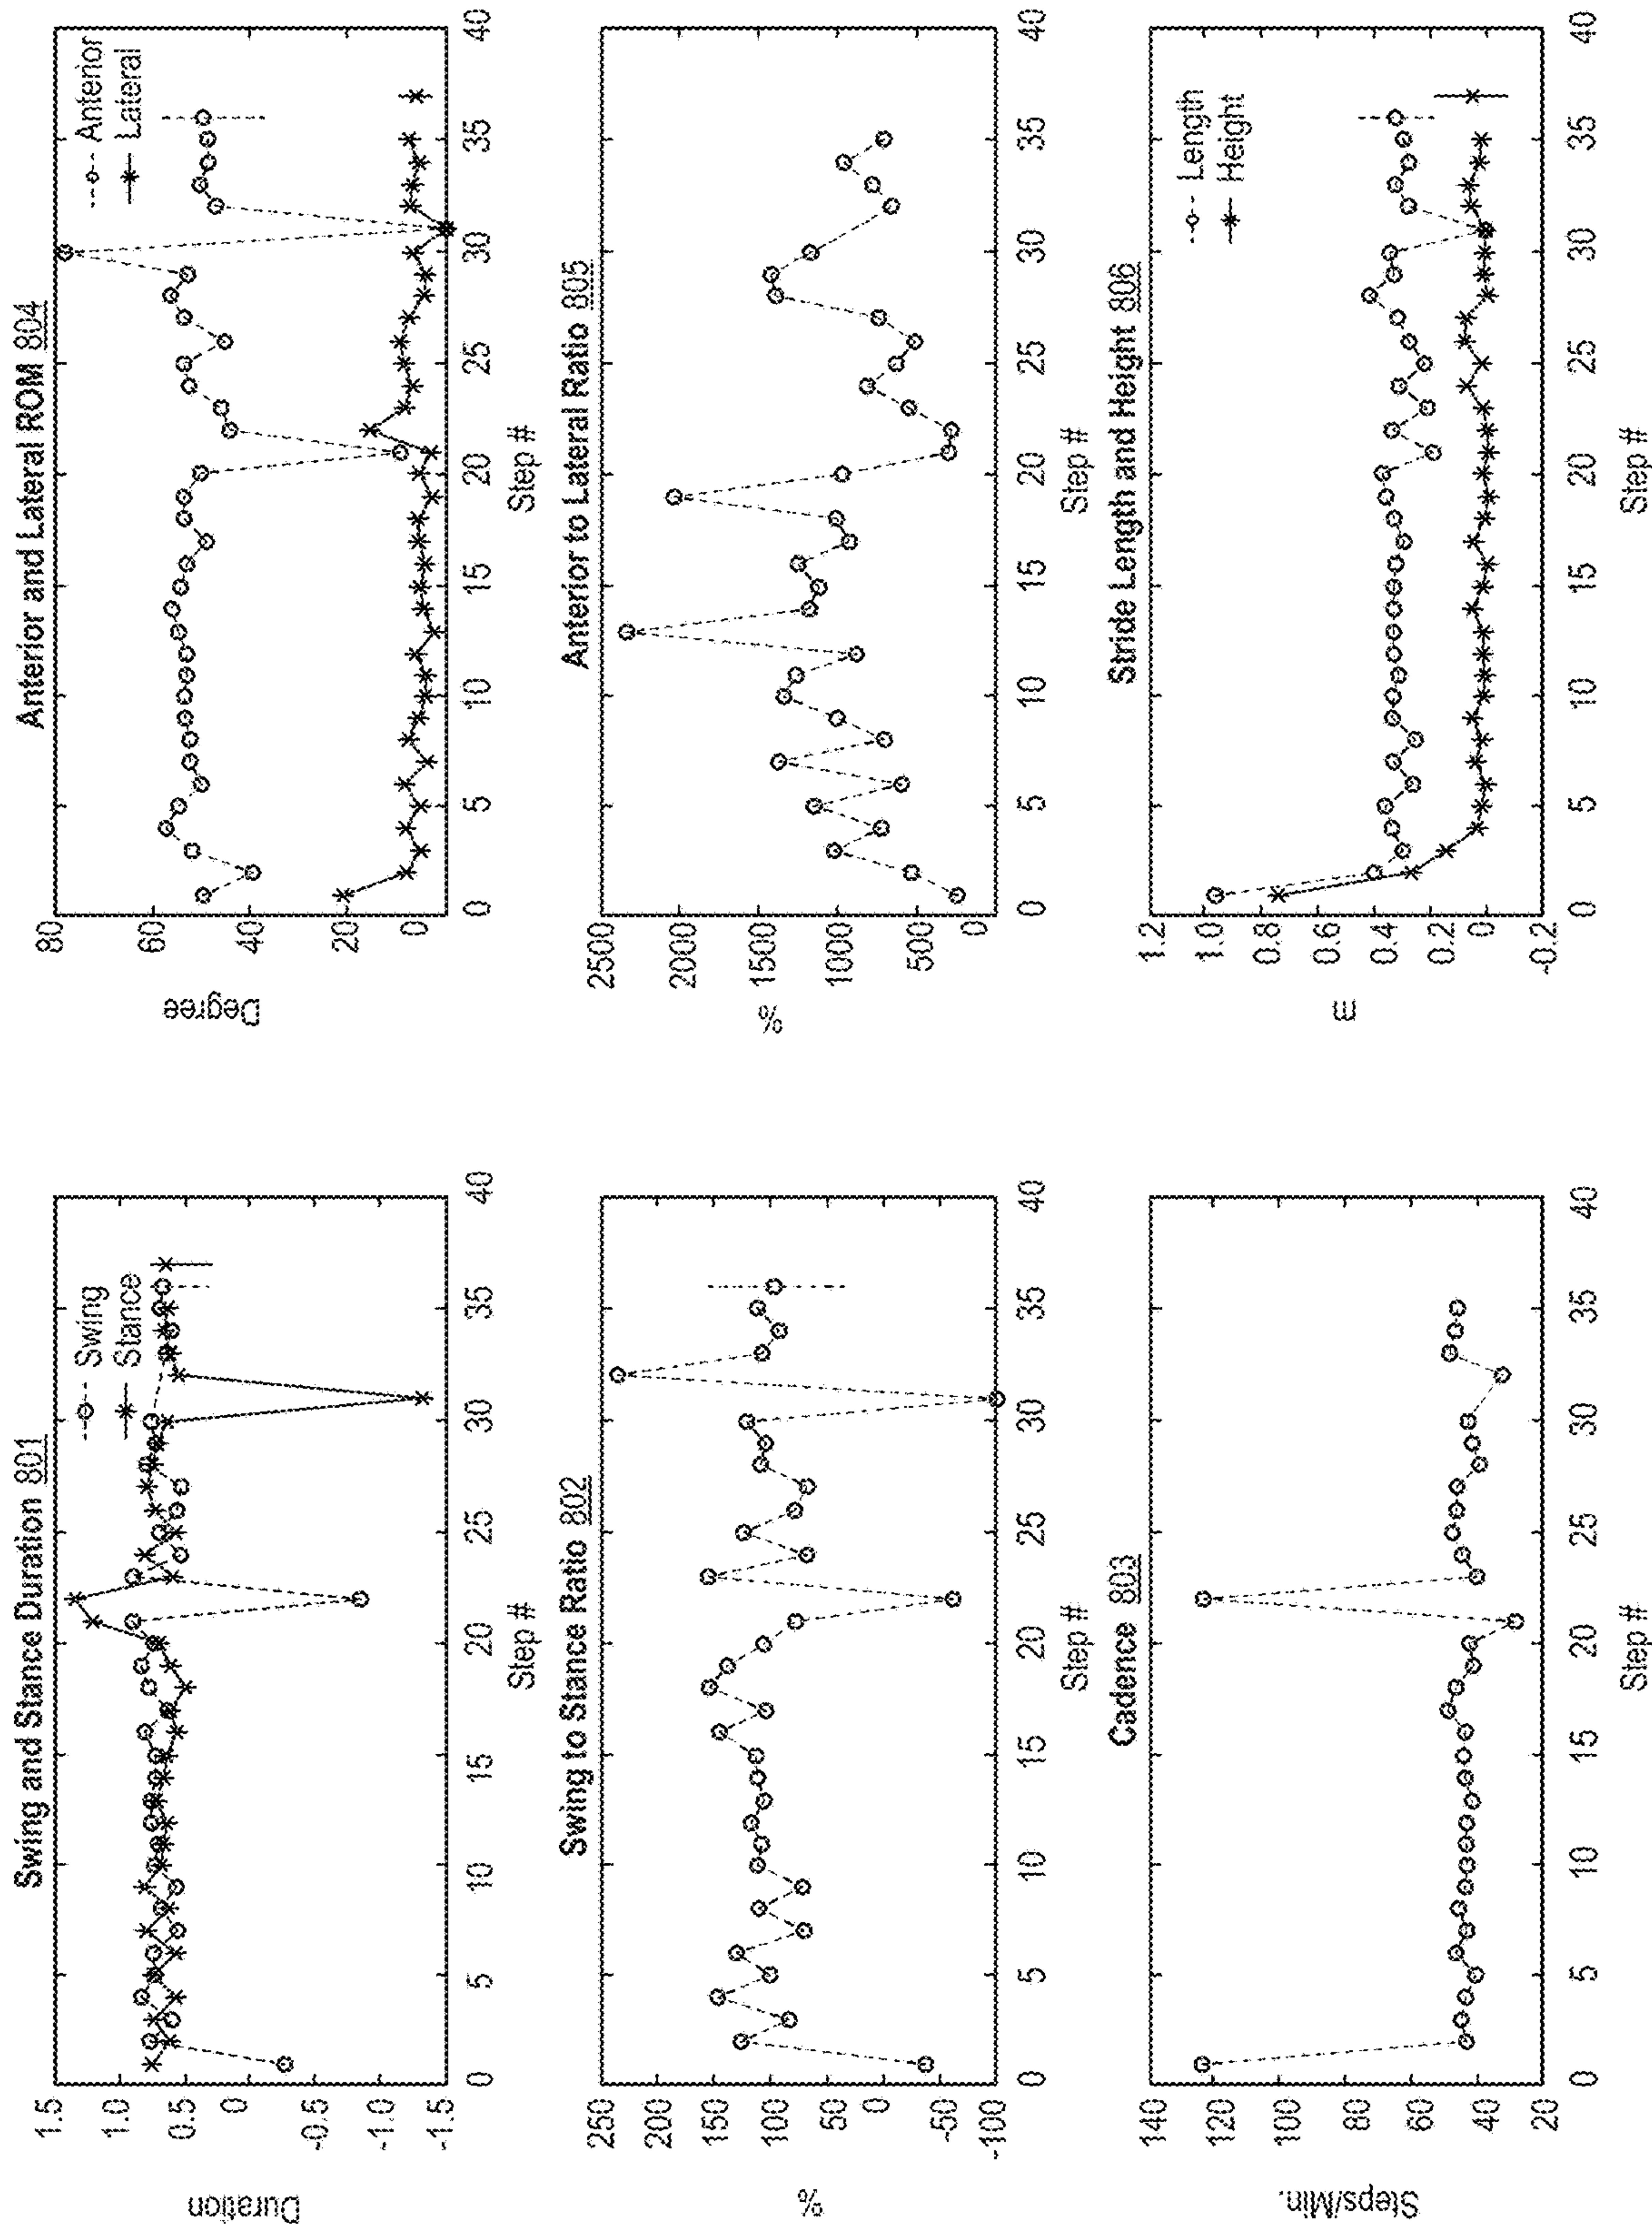 Swing and Stance Duration 801
Duration
1.5
1.0
0.5
0
-0.5
-1.0
-1.5
Swing
Stance
0 5 10 15 20 25 30 35 40
Step #
Swing to Stance Ratio 802
%
250
200
150
100
50
0
-50
-100
0 5 10 15 20 25 30 35 40
Step #
Cadence 803
Steps/Min.
140
120
100
80
60
40
20
0 5 10 15 20 25 30 35 40
Step #
Anterior and Lateral ROM 804
Degree
80
60
40
20
0
Anterior
Lateral
0 5 10 15 20 25 30 35 40
Step #
Anterior to Lateral Ratio 805
%
2500
2000
1500
1000
500
0
0 5 10 15 20 25 30 35 40
Step #
Stride Length and Height 806
m
1.2
1.0
0.8
0.6
0.4
0.2
0
-0.2
Length
Height
0 5 10 15 20 25 30 35 40
Step #